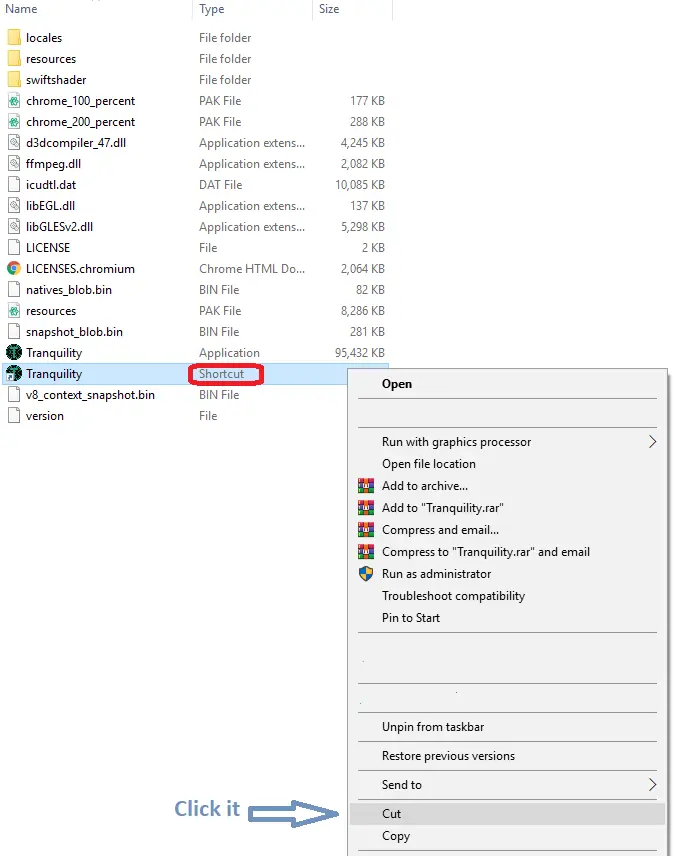 Name Type Size
locales File folder
resources File folder
swiftshader File folder
chrome_100_percent PAK File 177 KB
chrome_200_percent PAK File 288 KB
d3dcompiler_47.dll Application extens... 4,245 KB
ffmpeg.dll Application extens... 2,082 KB
icudtl.dat DAT File 10,085 KB
libEGL.dll Application extens... 137 KB
libGLESv2.dll Application extens... 5,298 KB
LICENSE File 2 KB
LICENSES.chromium Chrome HTML Do... 2,064 KB
natives_blob.bin BIN File 82 KB
resources PAK File 8,286 KB
snapshot_blob.bin BIN File 281 KB
Tranquility Application 95,432 KB
Tranquility Shortcut
v8_context_snapshot.bin BIN File
version File
Open
Run with graphics processor
Open file location
Add to archive...
Add to "Tranquility.rar"
Compress and email...
Compress to "Tranquility.rar" and email
Run as administrator
Troubleshoot compatibility
Pin to Start
Unpin from taskbar
Restore previous versions
Send to
Click it
Cut
Copy